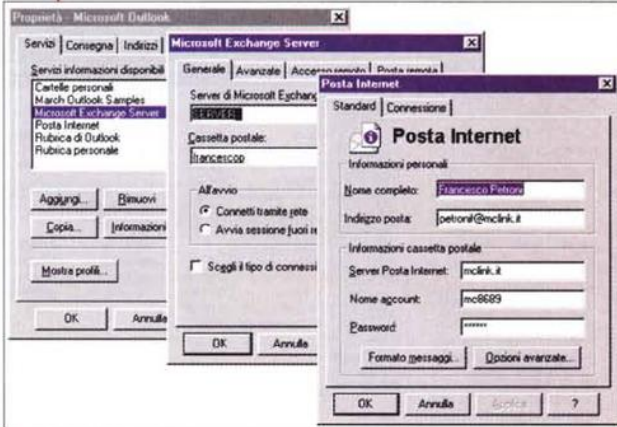 Proprietà - Microsoft Outlook
Servizi
Consegna
Indirizzi
Servizi informazioni disponibili
Cartelle personali
March Outlook Samples
Microsoft Exchange Server
Posta Internet
Rubrica di Outlook
Rubrica personale
Aggiungi...
Rimuovi
Copia...
Informazioni
Mostra profili...
OK
Microsoft Exchange Server
Generale
Avanzate
Accesso remoto
Posta remota
Server di Microsoft
SERVER
Cassetta postale:
francescop
All'avvio
Connetti tramite rete
Avvia sessione fuori
Scegli il tipo di
OK
Posta Internet
Standard
Connessione
Posta Internet
Informazioni personali
Nome completo:
Francesco Petroni
Indirizzo posta:
petronif@mclink.it
Informazioni cassetta postale
Server Posta Internet:
mclink.it
Nome account:
mc8689
Password:
******
Formato messaggi...
Opzioni avanzate...
OK
Annulla
Applica
?